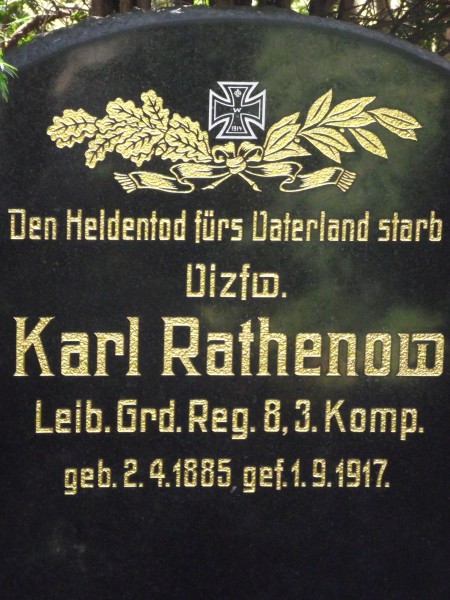 W
1914
Den Heldentod fürs Vaterland starb
Vizfw.
Karl Rathenow
Leib. Grd. Reg. 8, 3. Komp.
geb. 2. 4. 1885, gef. 1. 9. 1917.